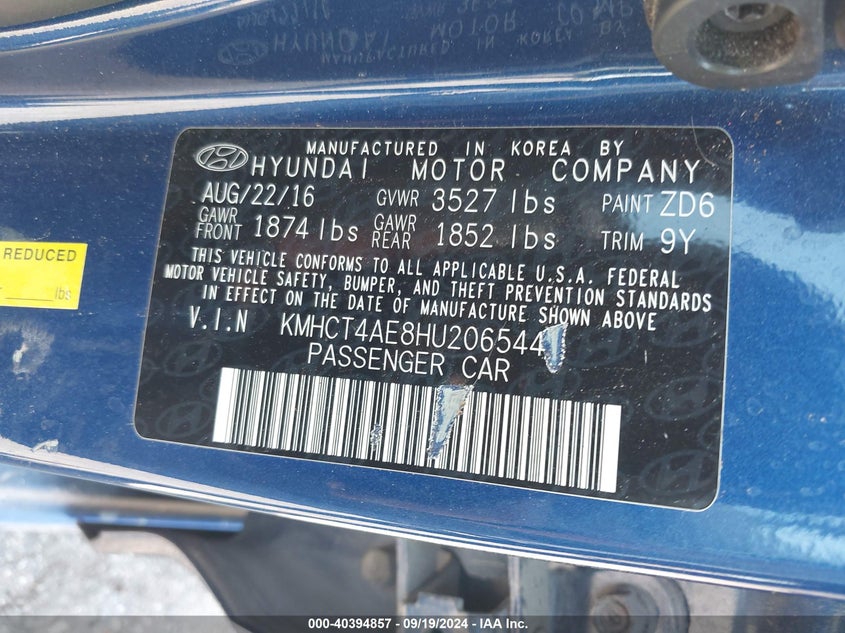 MANUFACTURED IN KOREA BY
HYUNDAI MOTOR COMPANY
AUG/22/16 GVWR 3527 lbs PAINT ZD6
GAWR FRONT 1874 lbs GAWR REAR 1852 lbs TRIM 9Y
THIS VEHICLE CONFORMS TO ALL APPLICABLE U.S.A. FEDERAL
MOTOR VEHICLE SAFETY, BUMPER, AND THEFT PREVENTION STANDARDS
IN EFFECT ON THE DATE OF MANUFACTURE SHOWN ABOVE
V.I.N KMHCT4AE8HU206544
PASSENGER CAR
REDUCED
lbs
000-40394857 - 09/19/2024 - IAA Inc.